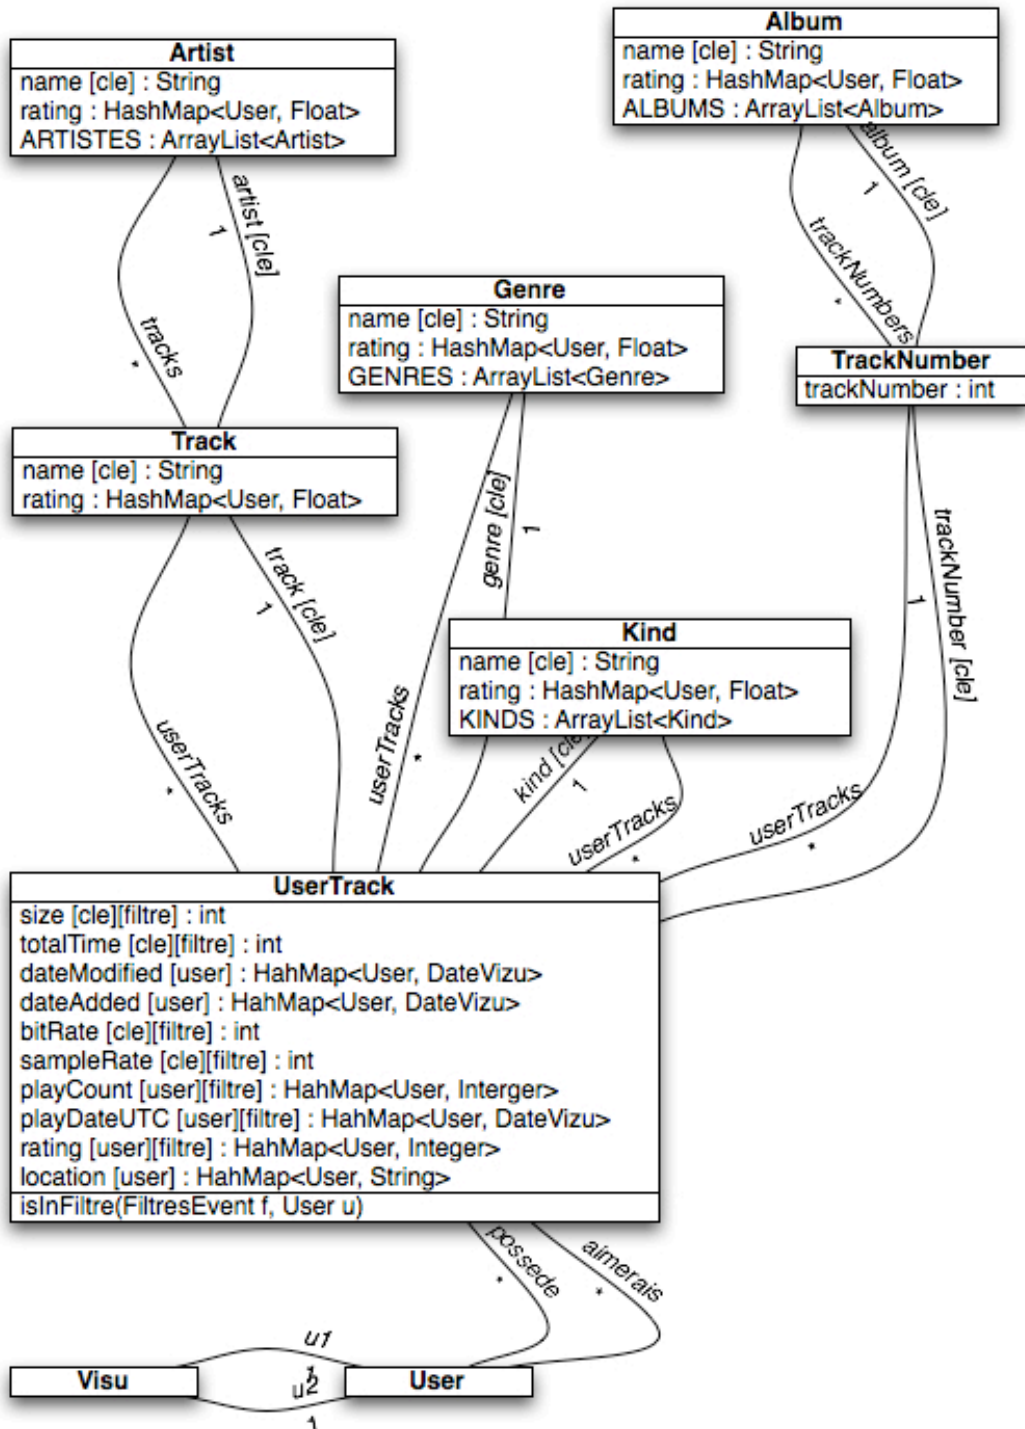 Album
name [cle] : String
rating : HashMap<User, Float>
ALBUMS : ArrayList<Album>
Artist
name [cle] : String
rating : HashMap<User, Float>
ARTISTES : ArrayList<Artist>
artist [cle]
1
album [cle]
1
trackNumbers
*
tracks
*
Genre
name [cle] : String
rating : HashMap<User, Float>
GENRES : ArrayList<Genre>
TrackNumber
trackNumber : int
Track
name [cle] : String
rating : HashMap<User, Float>
genre [cle]
1
track [cle]
1
trackNumber [cle]
1
Kind
name [cle] : String
rating : HashMap<User, Float>
KINDS : ArrayList<Kind>
userTracks
*
userTracks
*
kind [cle]
1
userTracks
*
userTracks
*
UserTrack
size [cle][filtre] : int
totalTime [cle][filtre] : int
dateModified [user] : HahMap<User, DateVizu>
dateAdded [user] : HahMap<User, DateVizu>
bitRate [cle][filtre] : int
sampleRate [cle][filtre] : int
playCount [user][filtre] : HahMap<User, Interger>
playDateUTC [user][filtre] : HahMap<User, DateVizu>
rating [user][filtre] : HahMap<User, Integer>
location [user] : HahMap<User, String>
isInFiltre(FiltresEvent f, User u)
possede
*
aimerais
*
u1
1
u2
1
Visu
User